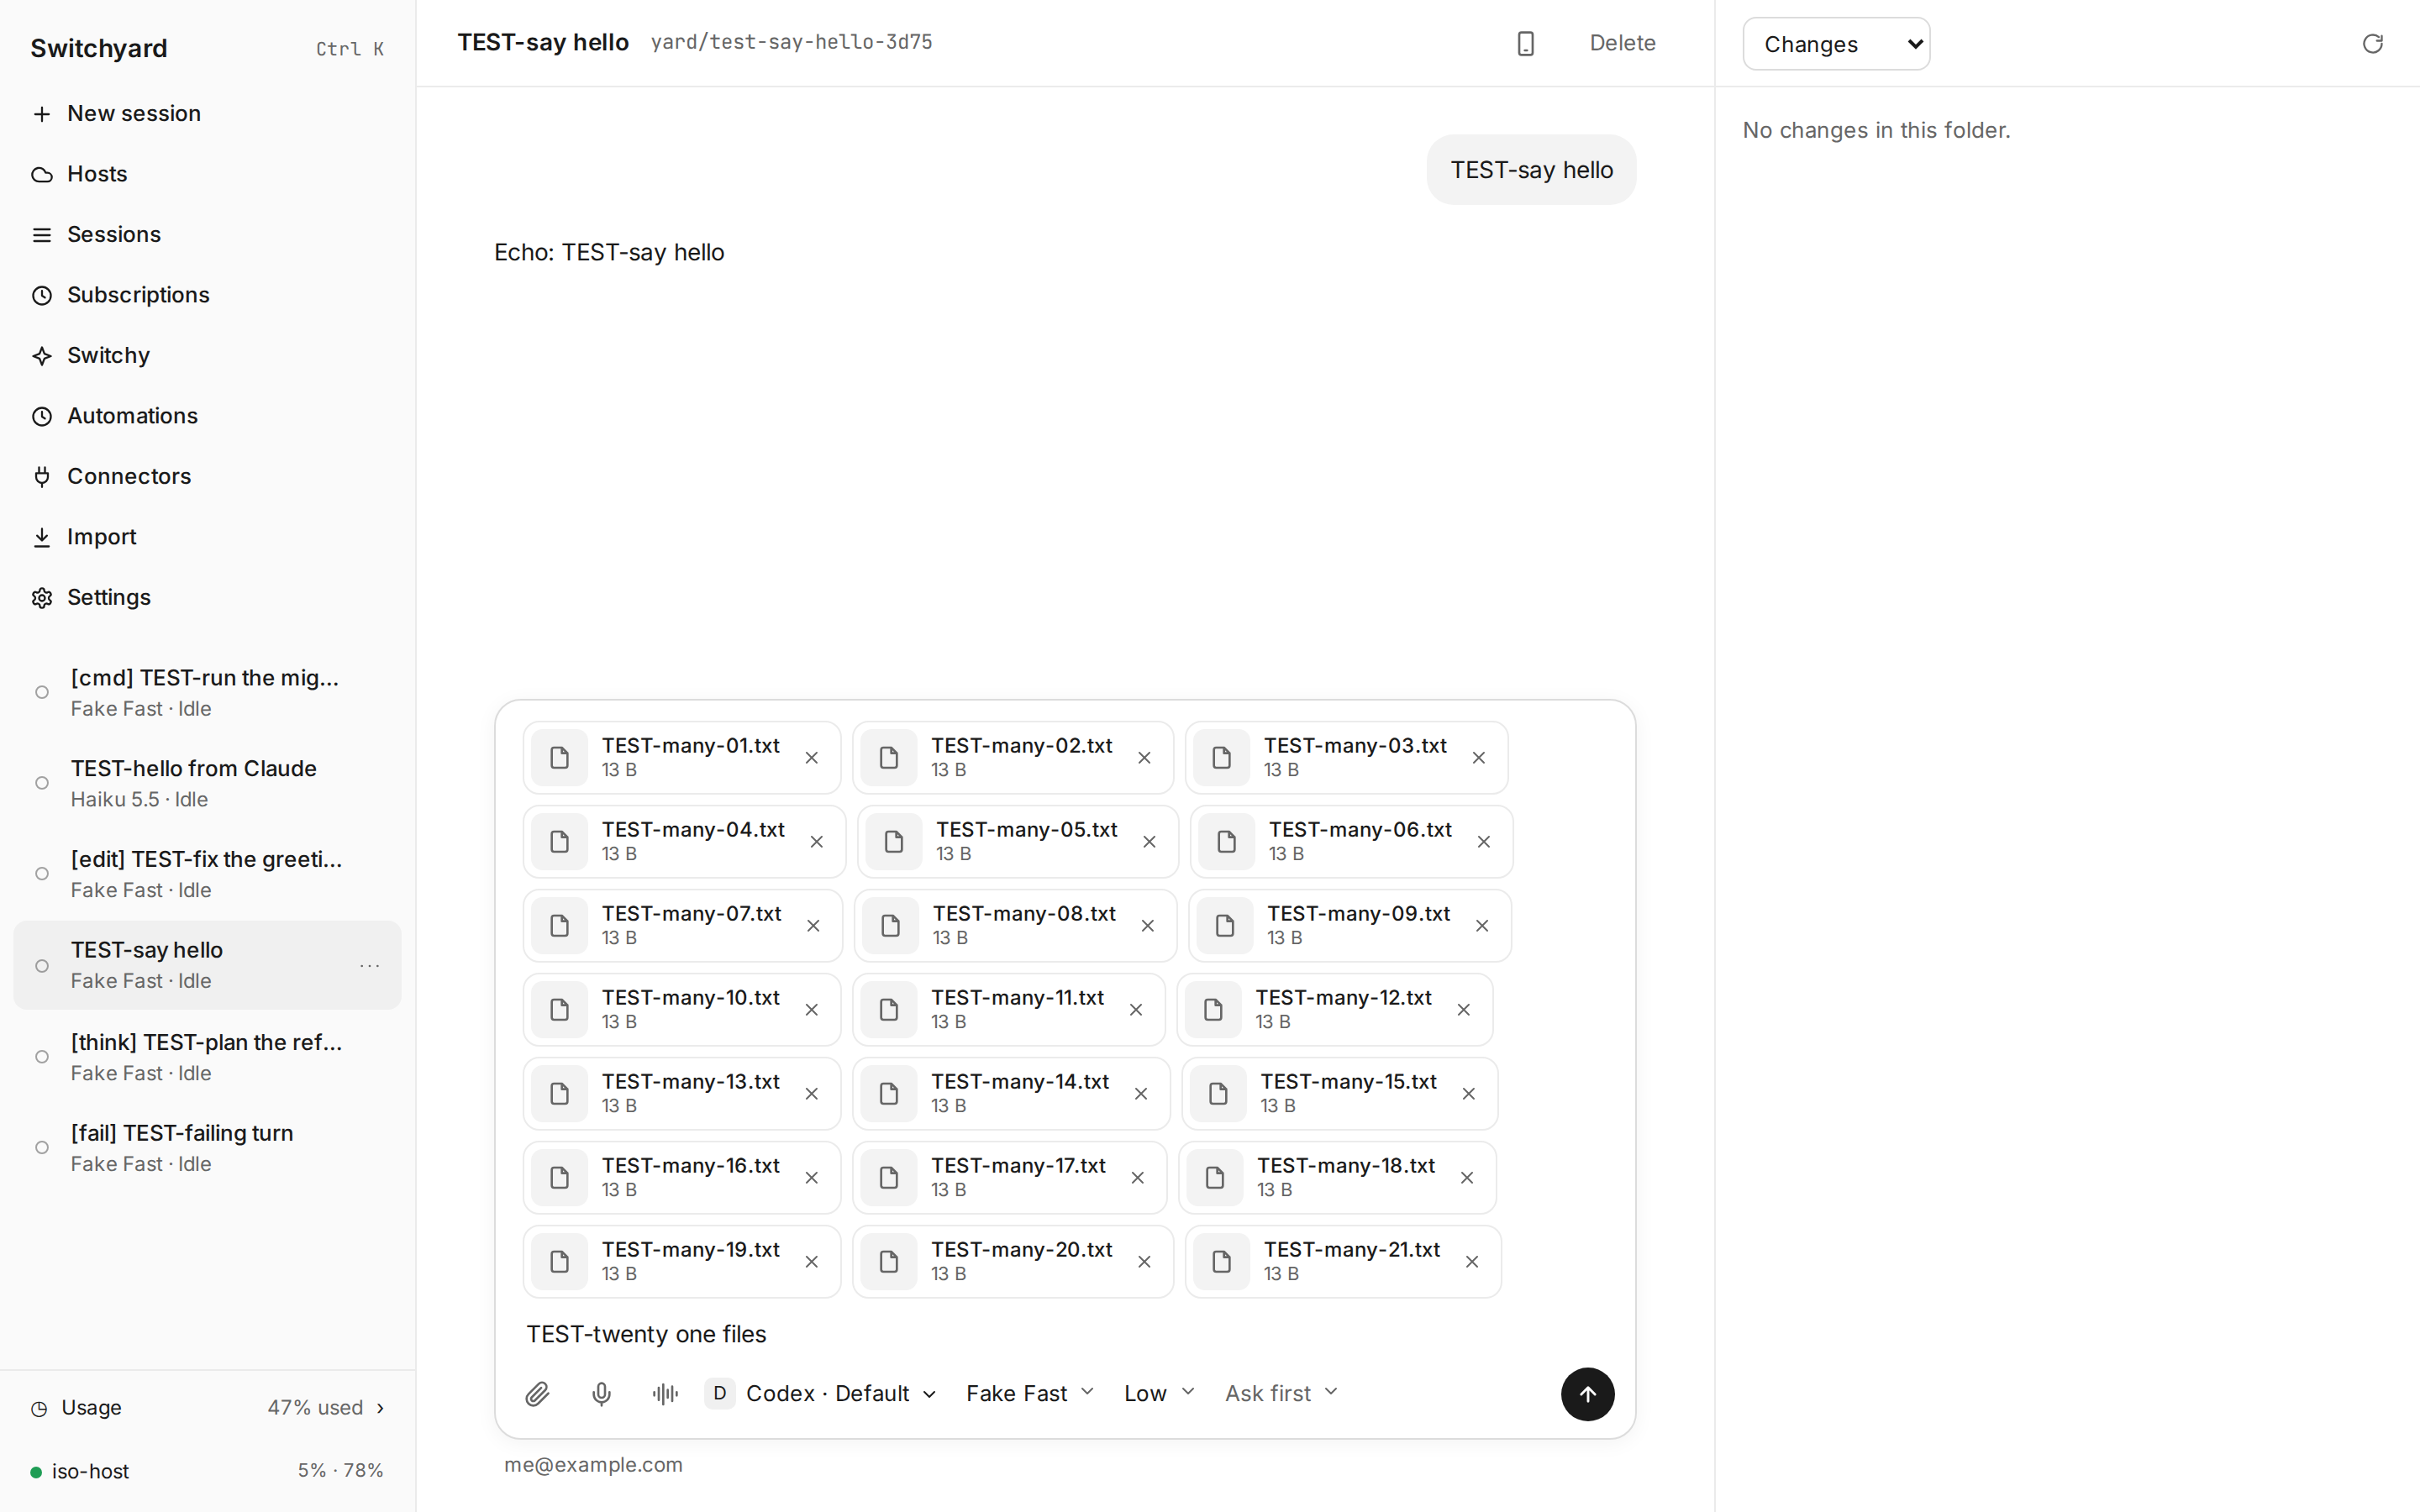 Switchyard
Ctrl K
New session
Hosts
Sessions
Subscriptions
Switchy
Automations
Connectors
Import
Settings
[cmd] TEST-run the mig...
Fake Fast · Idle
TEST-hello from Claude
Haiku 5.5 · Idle
[edit] TEST-fix the greeti...
Fake Fast · Idle
TEST-say hello
Fake Fast · Idle
[think] TEST-plan the ref...
Fake Fast · Idle
[fail] TEST-failing turn
Fake Fast · Idle
Usage
47% used
iso-host
5% · 78%
TEST-say hello
yard/test-say-hello-3d75
Delete
TEST-say hello
Echo: TEST-say hello
TEST-many-01.txt
13 B
TEST-many-02.txt
13 B
TEST-many-03.txt
13 B
TEST-many-04.txt
13 B
TEST-many-05.txt
13 B
TEST-many-06.txt
13 B
TEST-many-07.txt
13 B
TEST-many-08.txt
13 B
TEST-many-09.txt
13 B
TEST-many-10.txt
13 B
TEST-many-11.txt
13 B
TEST-many-12.txt
13 B
TEST-many-13.txt
13 B
TEST-many-14.txt
13 B
TEST-many-15.txt
13 B
TEST-many-16.txt
13 B
TEST-many-17.txt
13 B
TEST-many-18.txt
13 B
TEST-many-19.txt
13 B
TEST-many-20.txt
13 B
TEST-many-21.txt
13 B
TEST-twenty one files
D
Codex · Default
Fake Fast
Low
Ask first
me@example.com
Changes
No changes in this folder.